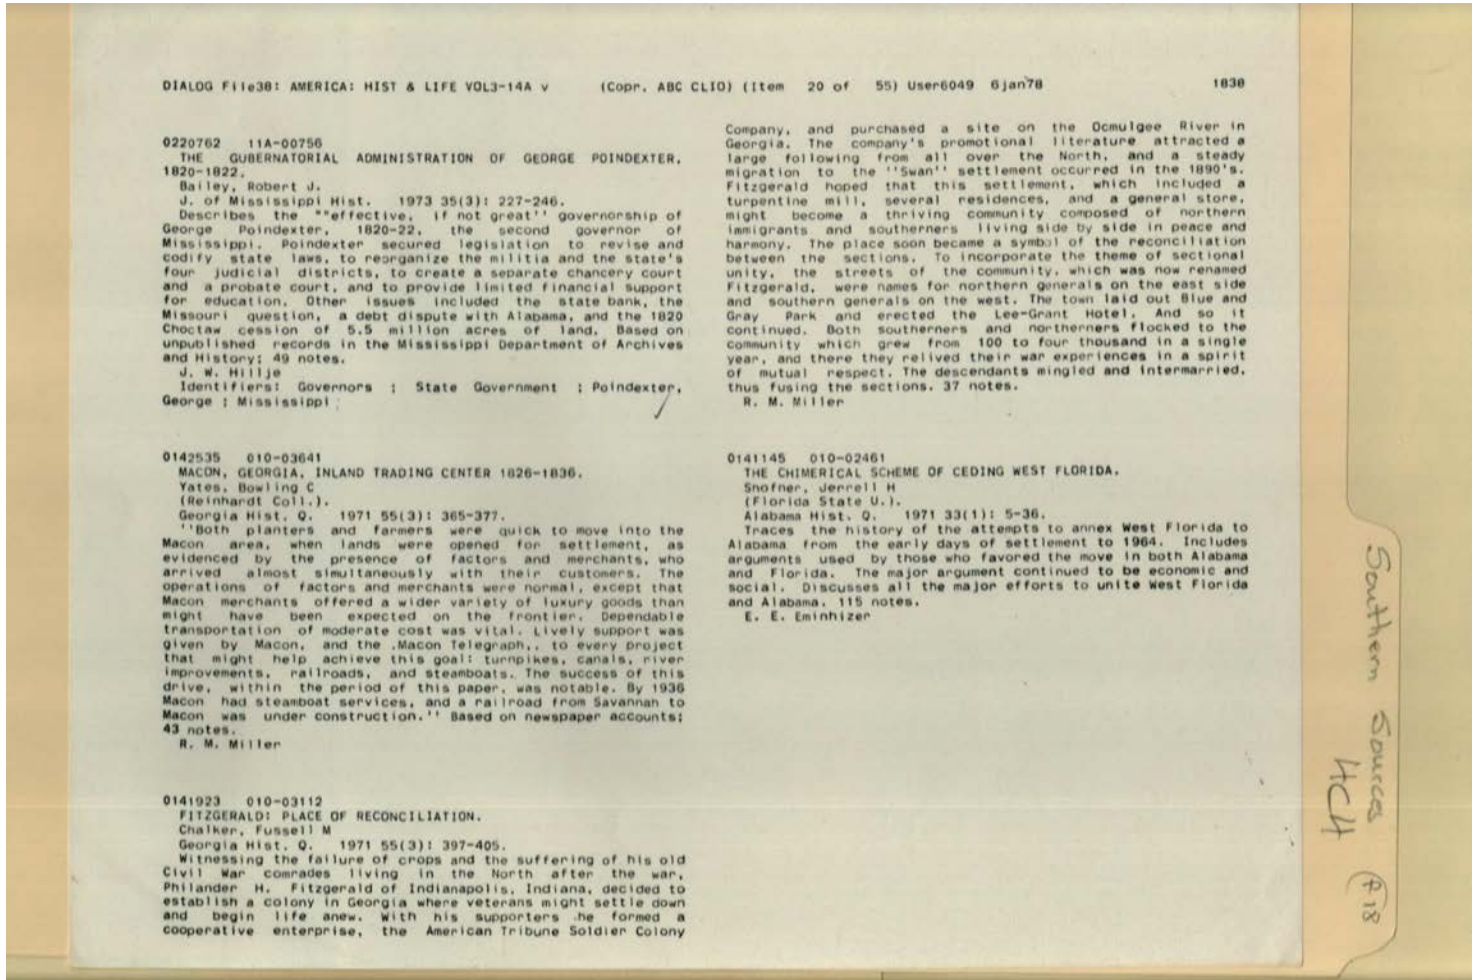 DIALOG File38: AMERICA: HIST & LIFE VOL3-14A v (Copr. ABC CLIO) (Item 20 of 55) User6049 6jan78 1838
0220762 11A-00756
THE GUBERNATORIAL ADMINISTRATION OF GEORGE POINDEXTER,
1820-1822.
Bailey, Robert J.
J. of Mississippi Hist. 1973 35(3): 227-246.
Describes the ""effective, if not great'' governorship of
George Poindexter, 1820-22, the second governor of
Mississippi. Poindexter secured legislation to revise and
codify state laws, to reorganize the militia and the state's
four judicial districts, to create a separate chancery court
and a probate court, and to provide limited financial support
for education. Other issues included the state bank, the
Missouri question, a debt dispute with Alabama, and the 1820
Choctaw cession of 5.5 million acres of land. Based on
unpublished records in the Mississippi Department of Archives
and History; 49 notes.
J. W. Hillje
Identifiers: Governors ; State Government ; Poindexter,
George ; Mississippi ;
0142535 010-03641
MACON, GEORGIA, INLAND TRADING CENTER 1826-1836.
Yates, Bowling C
(Reinhardt Coll.).
Georgia Hist. Q. 1971 55(3): 365-377.
''Both planters and farmers were quick to move into the
Macon area, when lands were opened for settlement, as
evidenced by the presence of factors and merchants, who
arrived almost simultaneously with their customers. The
operations of factors and merchants were normal, except that
Macon merchants offered a wider variety of luxury goods than
might have been expected on the frontier. Dependable
transportation of moderate cost was vital. Lively support was
given by Macon, and the .Macon Telegraph,. to every project
that might help achieve this goal: turnpikes, canals, river
improvements, railroads, and steamboats. The success of this
drive, within the period of this paper, was notable. By 1936
Macon had steamboat services, and a railroad from Savannah to
Macon was under construction.'' Based on newspaper accounts;
43 notes.
R. M. Miller
0141923 010-03112
FITZGERALD: PLACE OF RECONCILIATION.
Chalker, Fussell M
Georgia Hist. Q. 1971 55(3): 397-405.
Witnessing the failure of crops and the suffering of his old
Civil War comrades living in the North after the war,
Philander H. Fitzgerald of Indianapolis, Indiana, decided to
establish a colony in Georgia where veterans might settle down
and begin life anew. With his supporters he formed a
cooperative enterprise, the American Tribune Soldier Colony
Company, and purchased a site on the Ocmulgee River in
Georgia. The company's promotional literature attracted a
large following from all over the North, and a steady
migration to the ''Swan'' settlement occurred in the 1890's.
Fitzgerald hoped that this settlement, which included a
turpentine mill, several residences, and a general store,
might become a thriving community composed of northern
immigrants and southerners living side by side in peace and
harmony. The place soon became a symbol of the reconciliation
between the sections. To incorporate the theme of sectional
unity, the streets of the community, which was now renamed
Fitzgerald, were names for northern generals on the east side
and southern generals on the west. The town laid out Blue and
Gray Park and erected the Lee-Grant Hotel. And so it
continued. Both southerners and northerners flocked to the
community which grew from 100 to four thousand in a single
year, and there they relived their war experiences in a spirit
of mutual respect. The descendants mingled and intermarried,
thus fusing the sections. 37 notes.
R. M. Miller
0141145 010-02461
THE CHIMERICAL SCHEME OF CEDING WEST FLORIDA.
Shofner, Jerrell H
(Florida State U.).
Alabama Hist. Q. 1971 33(1): 5-36.
Traces the history of the attempts to annex West Florida to
Alabama from the early days of settlement to 1964. Includes
arguments used by those who favored the move in both Alabama
and Florida. The major argument continued to be economic and
social. Discusses all the major efforts to unite West Florida
and Alabama. 115 notes.
E. E. Eminhizer
Southern Sources P.18
HCH